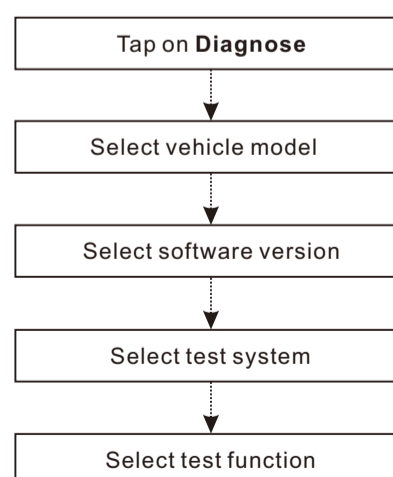 Tap on Diagnose
Select vehicle model
Select software version
Select test system
Select test function